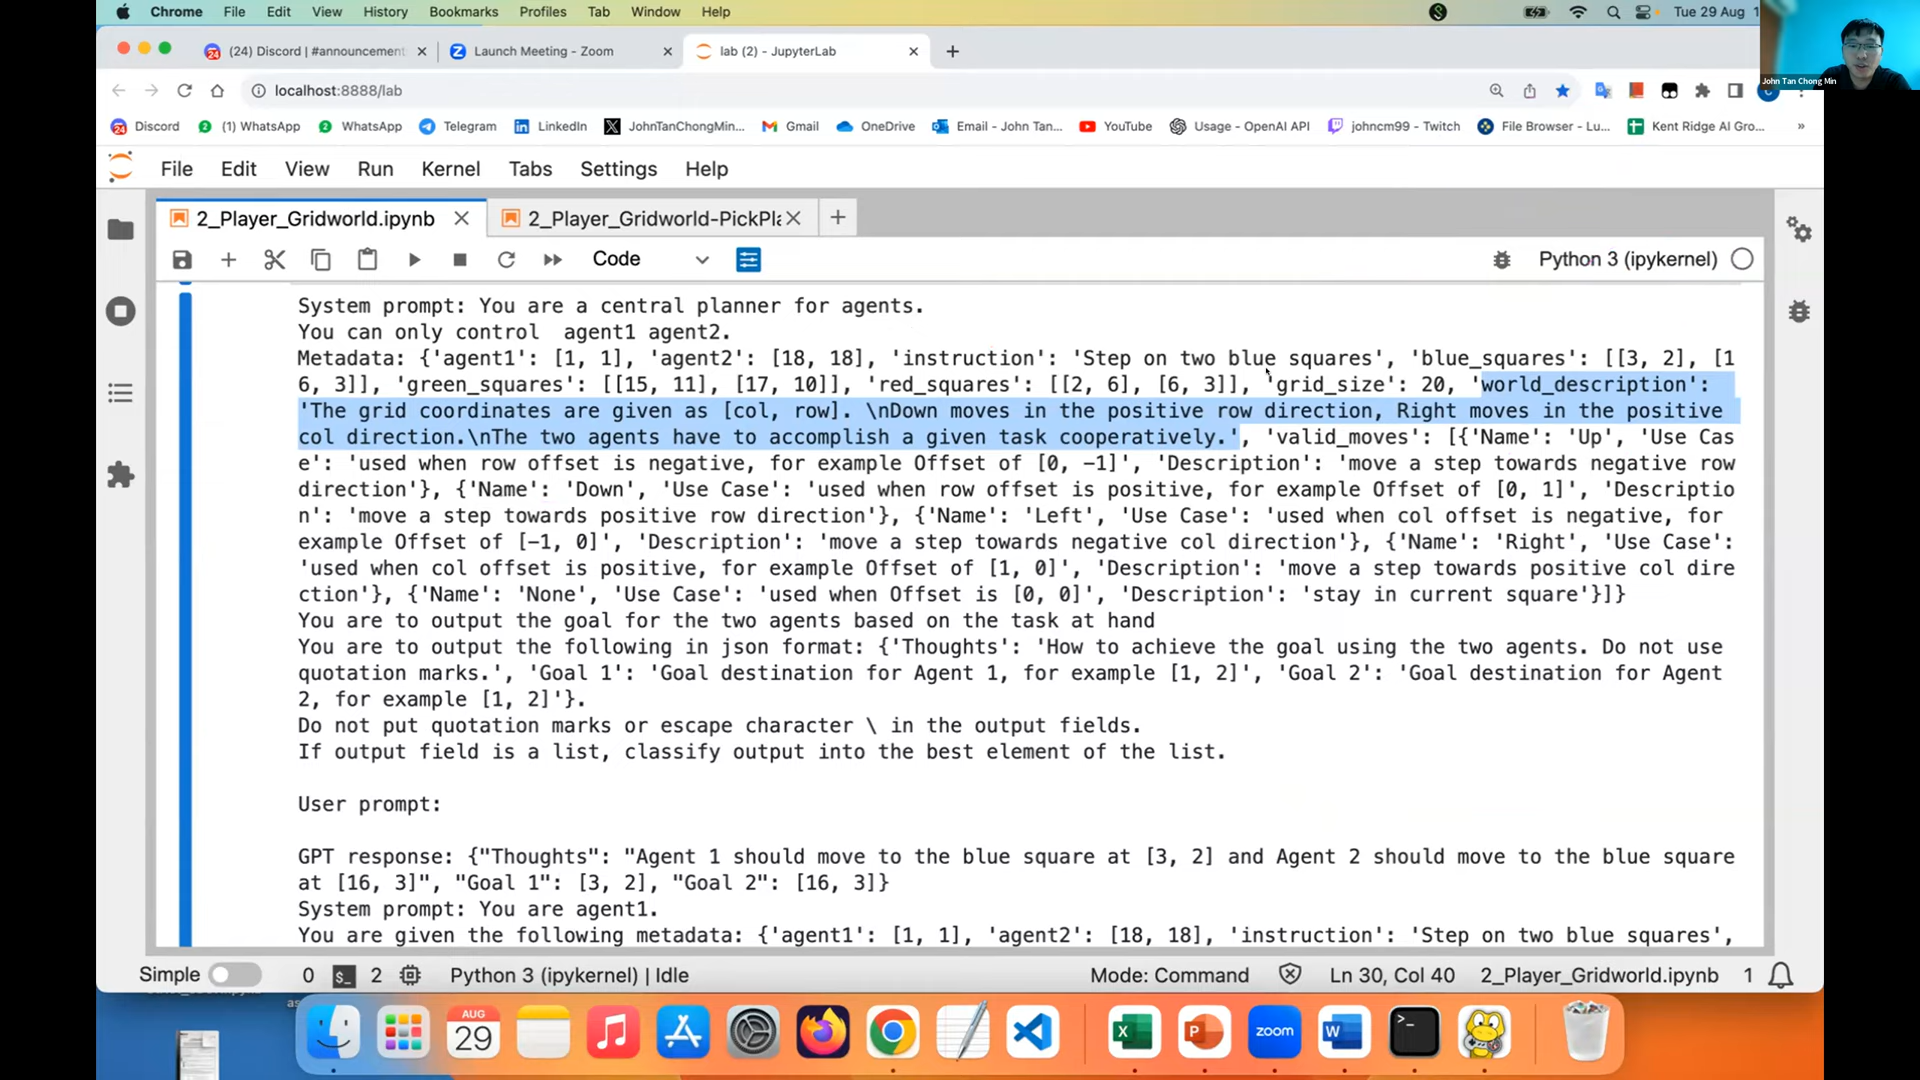 Chrome File Edit View History Bookmarks Profiles Tab Window Help
Tue 29 Aug 1
John Tan Chong Min
(24) Discord | #announcement
Launch Meeting - Zoom
lab (2) - JupyterLab
localhost:8888/lab
Discord (1) WhatsApp WhatsApp Telegram LinkedIn JohnTanChongMin... Gmail OneDrive Email - John Tan... YouTube Usage - OpenAI API johncm99 - Twitch File Browser - Lu... Kent Ridge AI Gro... »
File Edit View Run Kernel Tabs Settings Help
2_Player_Gridworld.ipynb
2_Player_Gridworld-PickPla
Code
Python 3 (ipykernel)
System prompt: You are a central planner for agents.
You can only control  agent1 agent2.
Metadata: {'agent1': [1, 1], 'agent2': [18, 18], 'instruction': 'Step on two blue squares', 'blue_squares': [[3, 2], [1
6, 3]], 'green_squares': [[15, 11], [17, 10]], 'red_squares': [[2, 6], [6, 3]], 'grid_size': 20, 'world_description':
'The grid coordinates are given as [col, row]. \nDown moves in the positive row direction, Right moves in the positive
col direction.\nThe two agents have to accomplish a given task cooperatively.', 'valid_moves': [{'Name': 'Up', 'Use Cas
e': 'used when row offset is negative, for example Offset of [0, -1]', 'Description': 'move a step towards negative row
direction'}, {'Name': 'Down', 'Use Case': 'used when row offset is positive, for example Offset of [0, 1]', 'Descriptio
n': 'move a step towards positive row direction'}, {'Name': 'Left', 'Use Case': 'used when col offset is negative, for
example Offset of [-1, 0]', 'Description': 'move a step towards negative col direction'}, {'Name': 'Right', 'Use Case':
'used when col offset is positive, for example Offset of [1, 0]', 'Description': 'move a step towards positive col dire
ction'}, {'Name': 'None', 'Use Case': 'used when Offset is [0, 0]', 'Description': 'stay in current square'}]}
You are to output the goal for the two agents based on the task at hand
You are to output the following in json format: {'Thoughts': 'How to achieve the goal using the two agents. Do not use
quotation marks.', 'Goal 1': 'Goal destination for Agent 1, for example [1, 2]', 'Goal 2': 'Goal destination for Agent
2, for example [1, 2]'}.
Do not put quotation marks or escape character \ in the output fields.
If output field is a list, classify output into the best element of the list.
User prompt:
GPT response: {"Thoughts": "Agent 1 should move to the blue square at [3, 2] and Agent 2 should move to the blue square
at [16, 3]", "Goal 1": [3, 2], "Goal 2": [16, 3]}
System prompt: You are agent1.
You are given the following metadata: {'agent1': [1, 1], 'agent2': [18, 18], 'instruction': 'Step on two blue squares',
Simple 0 2 Python 3 (ipykernel) | Idle
Mode: Command Ln 30, Col 40 2_Player_Gridworld.ipynb 1
AUG
29
zoom